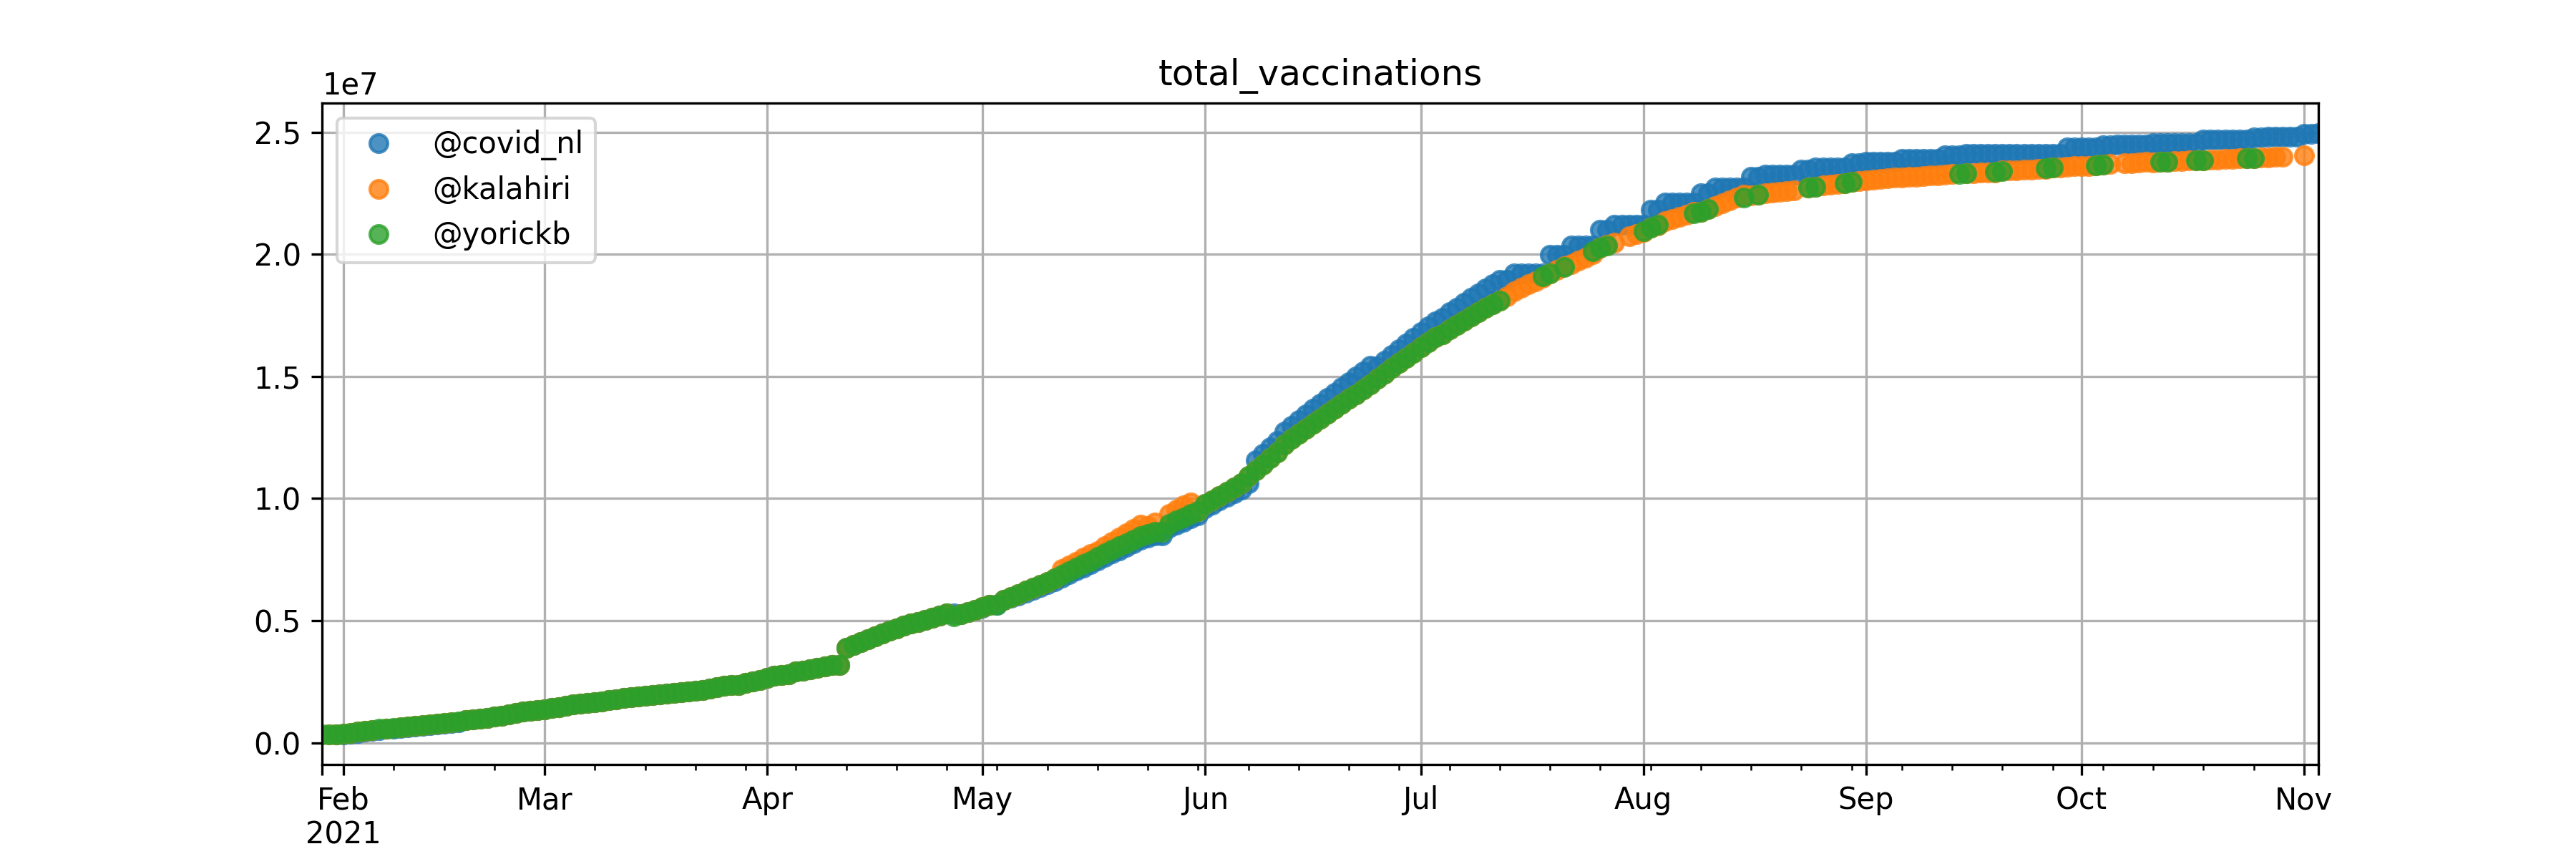 total_vaccinations
1e7
2.5
2.0
1.5
1.0
0.5
0.0
@covid_nl
@kalahiri
@yorickb
Feb Mar Apr May Jun Jul Aug Sep Oct Nov
2021